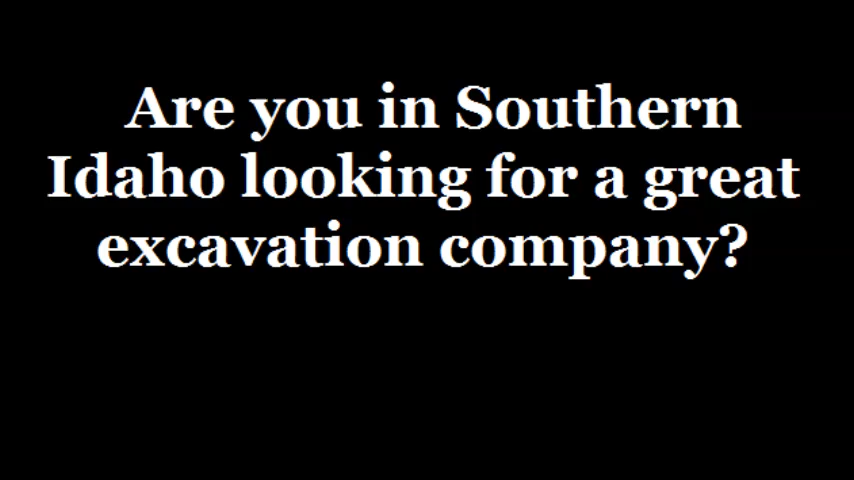 Are you in Southern
Idaho looking for a great
excavation company?